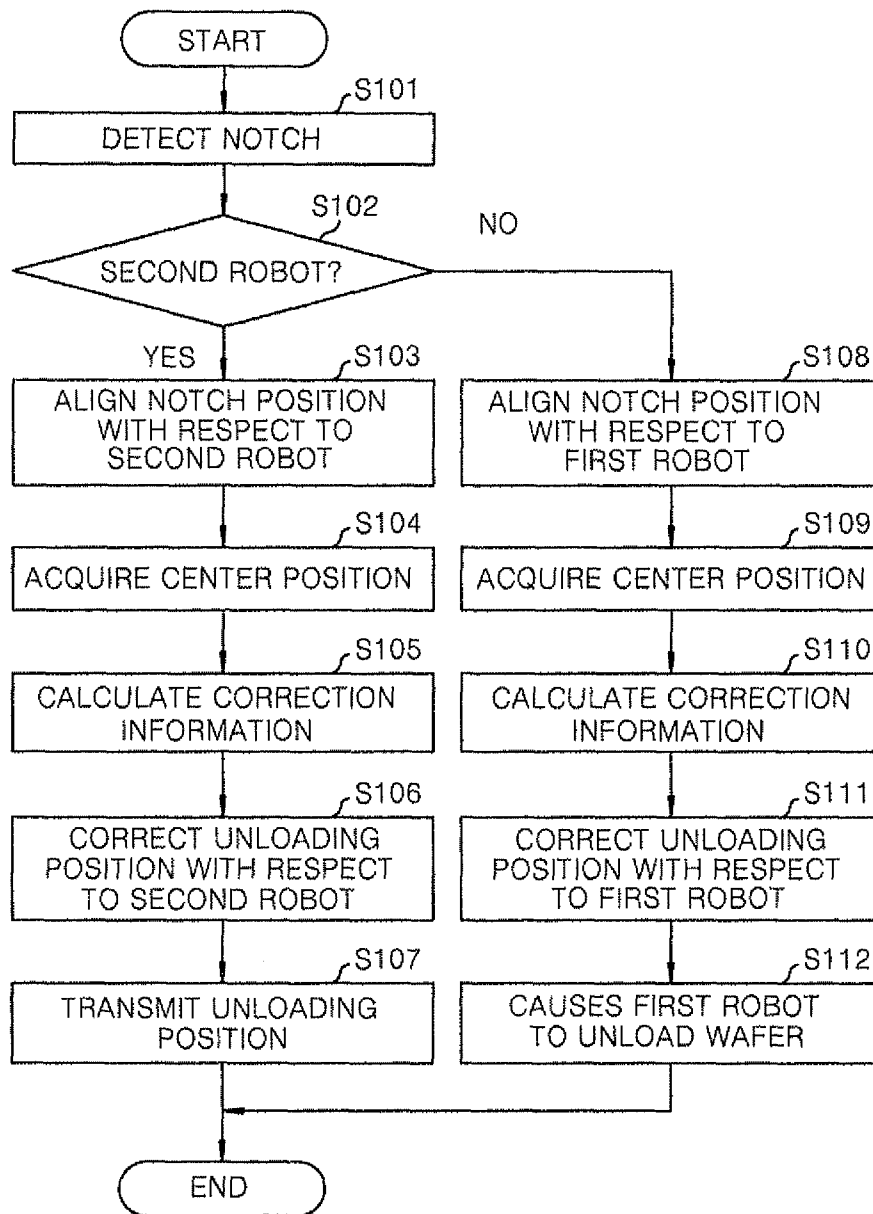 START
S101
DETECT NOTCH
S102
NO
SECOND ROBOT?
YES
S103
ALIGN NOTCH POSITION
WITH RESPECT TO
SECOND ROBOT
S104
ACQUIRE CENTER POSITION
S105
CALCULATE CORRECTION
INFORMATION
S106
CORRECT UNLOADING
POSITION WITH RESPECT
TO SECOND ROBOT
S107
TRANSMIT UNLOADING
POSITION
S108
ALIGN NOTCH POSITION
WITH RESPECT TO
FIRST ROBOT
S109
ACQUIRE CENTER POSITION
S110
CALCULATE CORRECTION
INFORMATION
S111
CORRECT UNLOADING
POSITION WITH RESPECT
TO FIRST ROBOT
S112
CAUSES FIRST ROBOT
TO UNLOAD WAFER
END